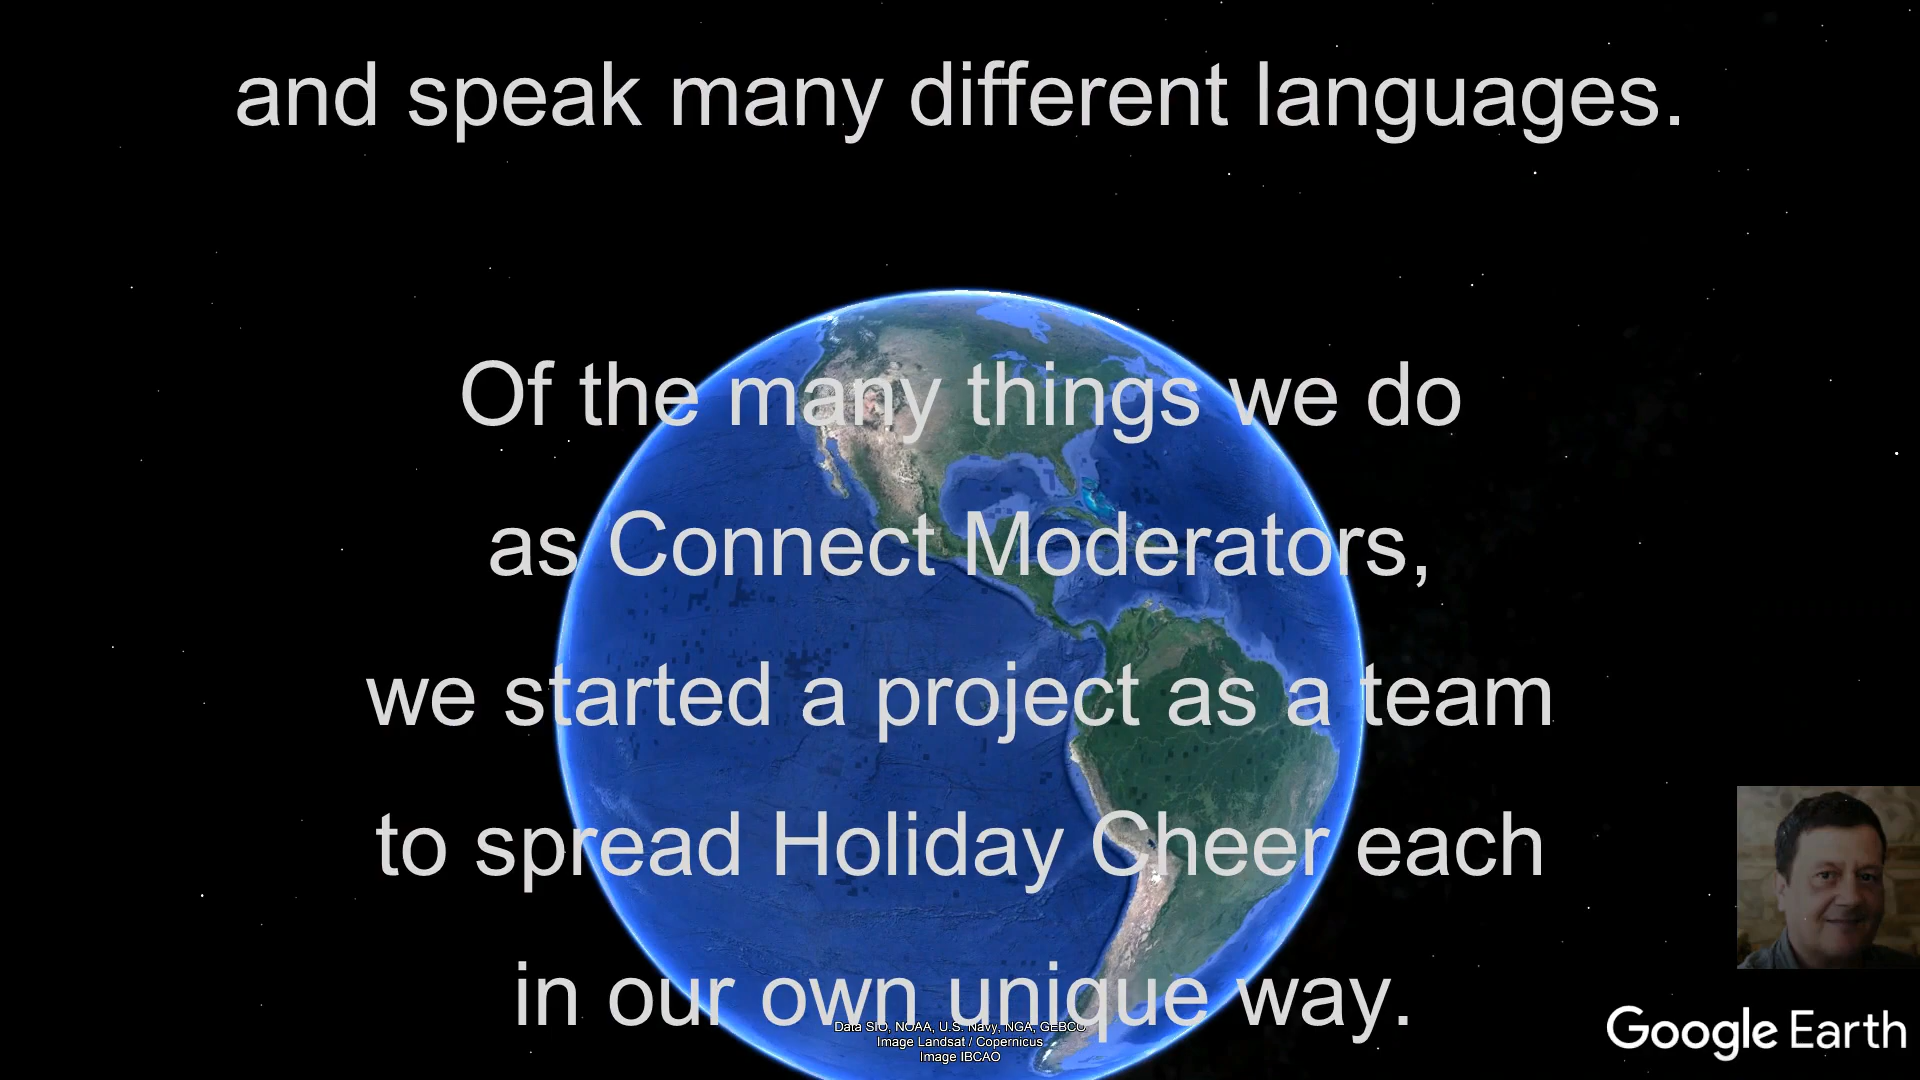 and speak many different languages.
Of the many things we do
as Connect Moderators,
we started a project as a team
to spread Holiday Cheer each
in our own unique way.
Data SIO, NOAA, U.S. Navy, NGA, GEBCO
Image Landsat / Copernicus
Image IBCAO
Google Earth